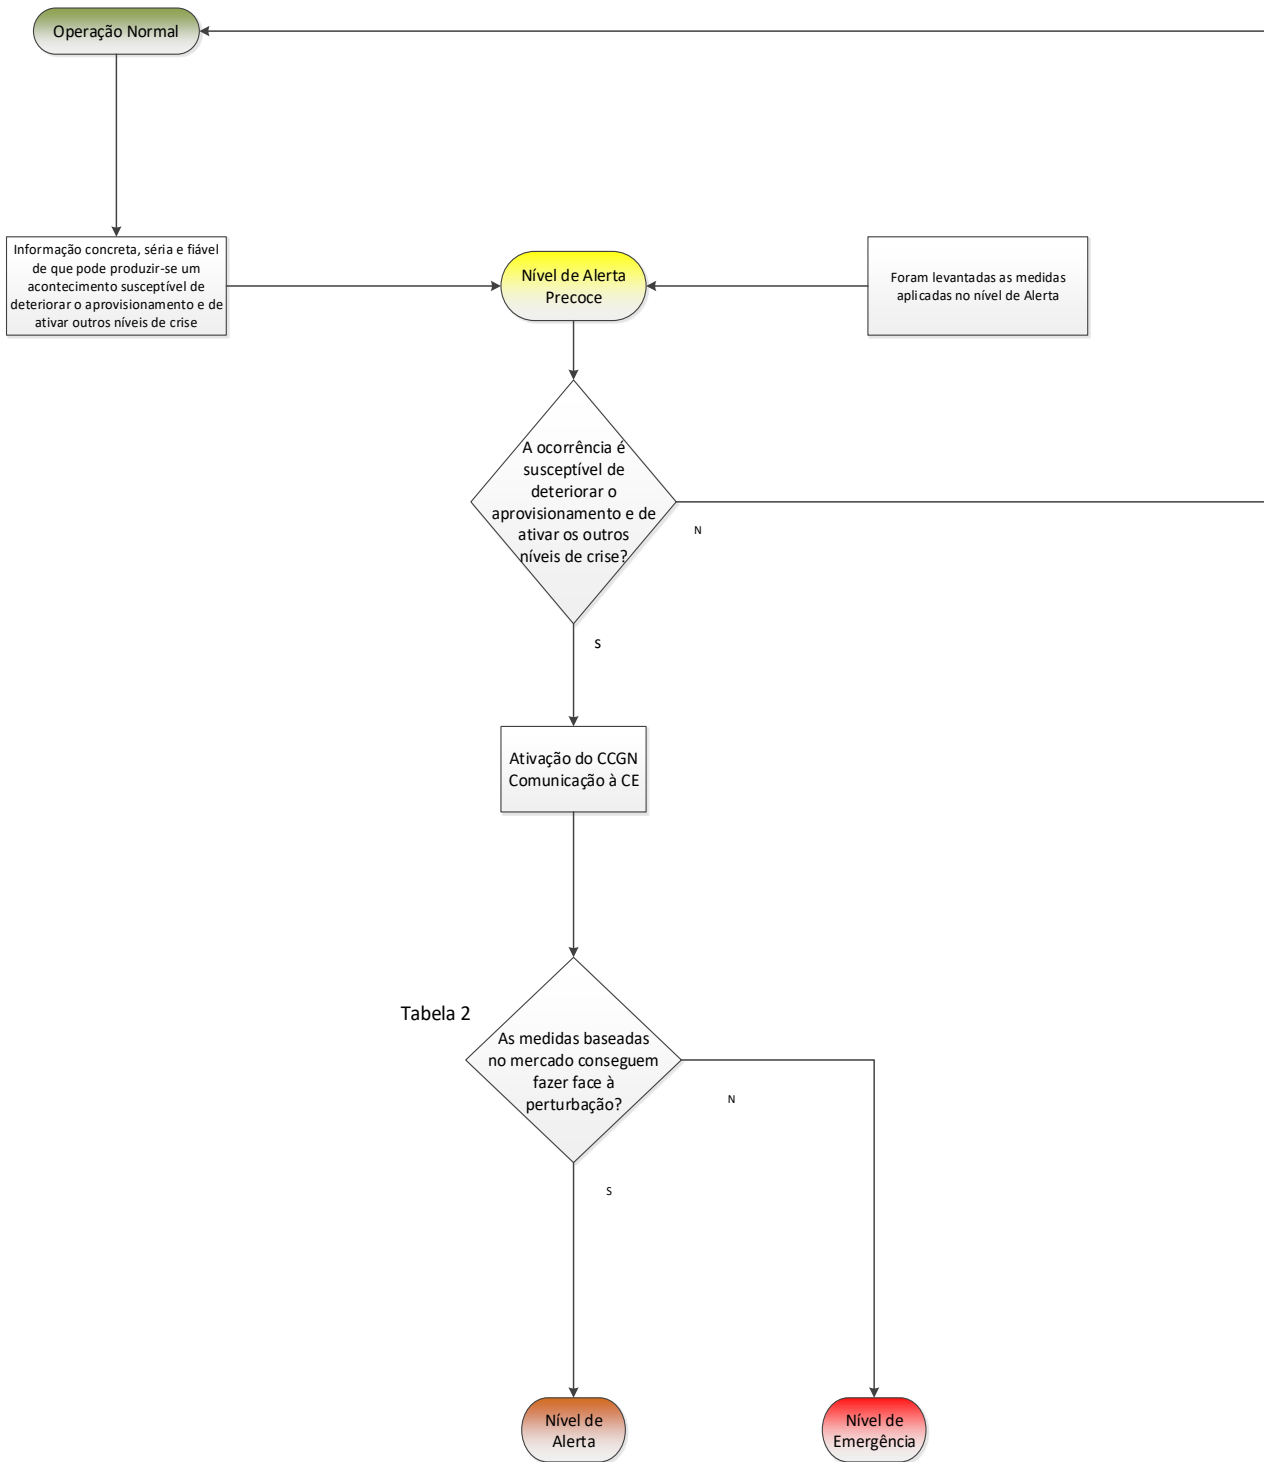 Operação Normal
Informação concreta, séria e fiável
de que pode produzir-se um
acontecimento susceptível de
deteriorar o aprovisionamento e de
ativar outros níveis de crise
Nível de Alerta
Precoce
Foram levantadas as medidas
aplicadas no nível de Alerta
A ocorrência é
susceptível de
deteriorar o
aprovisionamento e de
ativar os outros
níveis de crise?
N
S
Ativação do CCGN
Comunicação à CE
Tabela 2
As medidas baseadas
no mercado conseguem
fazer face à
perturbação?
N
S
Nível de
Alerta
Nível de
Emergência